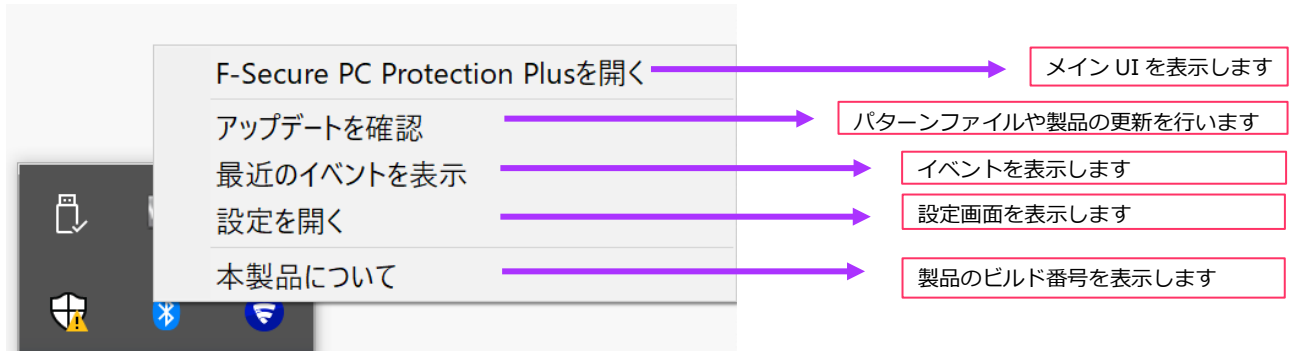 F-Secure PC Protection Plusを開く
メイン UI を表示します
アップデートを確認
パターンファイルや製品の更新を行います
最近のイベントを表示
イベントを表示します
設定を開く
設定画面を表示します
本製品について
製品のビルド番号を表示します